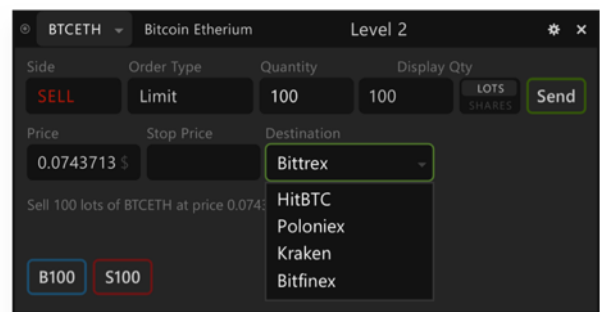 BTCETH Bitcoin Etherium Level 2
Side Order Type Quantity Display Qty
SELL Limit 100 100 LOTS SHARES Send
Price Stop Price Destination
0.0743713 $ Bittrex
Sell 100 lots of BTCETH at price 0.074
HitBTC
Poloniex
Kraken
Bitfinex
B100 S100